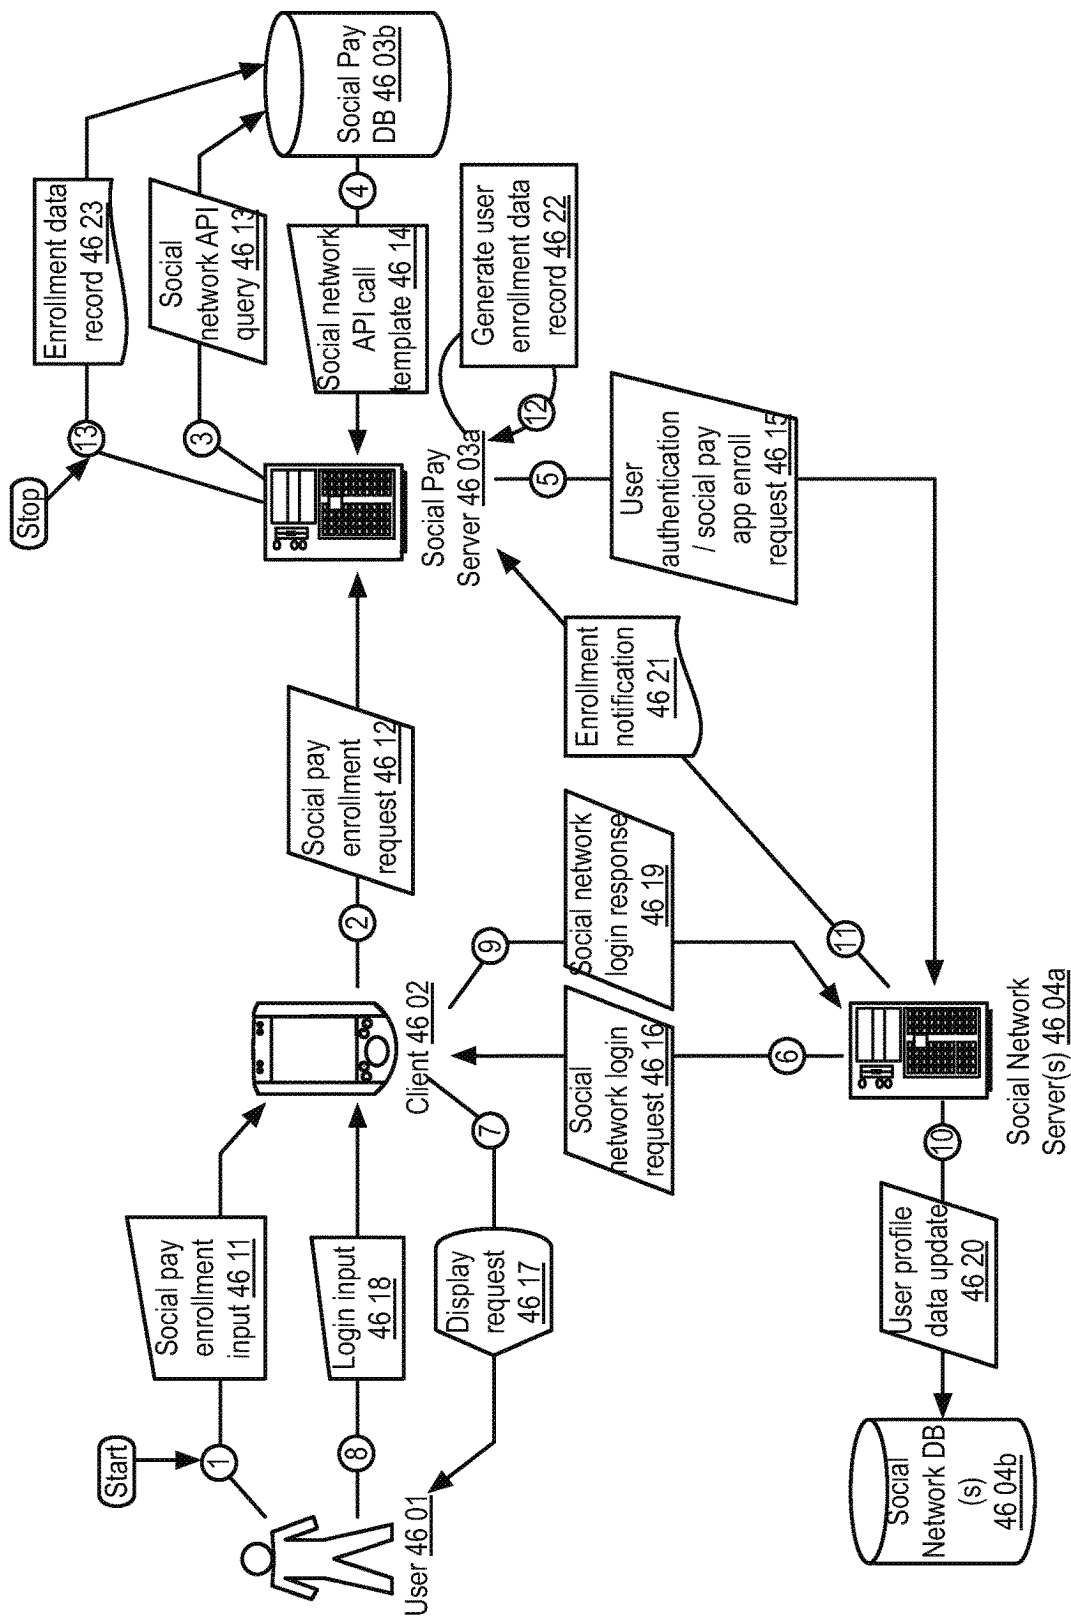 Start
1
Social pay
enrollment
input 46 11
User 46 01
8
Login input
46 18
Display
request
46 17
7
Client 46 02
2
Social pay
enrollment
request 46 12
Stop
13
Enrollment data
record 46 23
3
Social
network API
query 46 13
Social network
API call
template 46 14
4
Social Pay
DB 46 03b
Social Pay
Server 46 03a
12
Generate user
enrollment data
record 46 22
5
User
authentication
/ social pay
app enroll
request 46 15
Social
network login
request 46 16
6
9
Social network
login response
46 19
Enrollment
notification
46 21
11
Social Network
Server(s) 46 04a
10
User profile
data update
46 20
Social
Network DB
(s)
46 04b